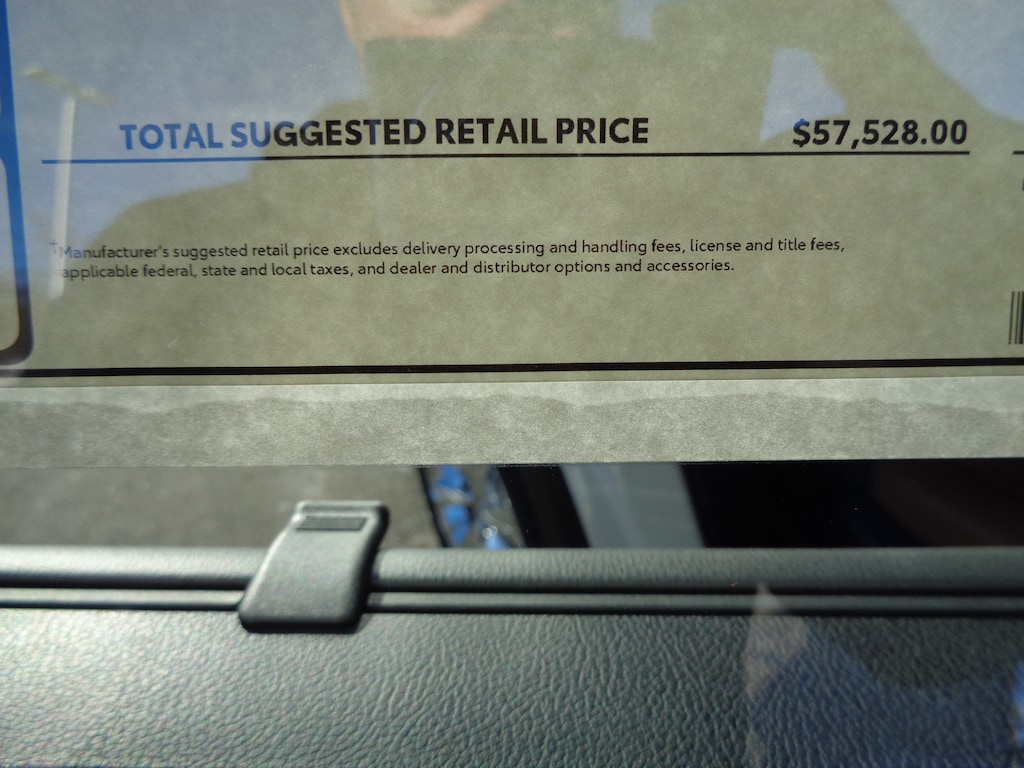 TOTAL SUGGESTED RETAIL PRICE $57,528.00
†Manufacturer's suggested retail price excludes delivery processing and handling fees, license and title fees,
applicable federal, state and local taxes, and dealer and distributor options and accessories.